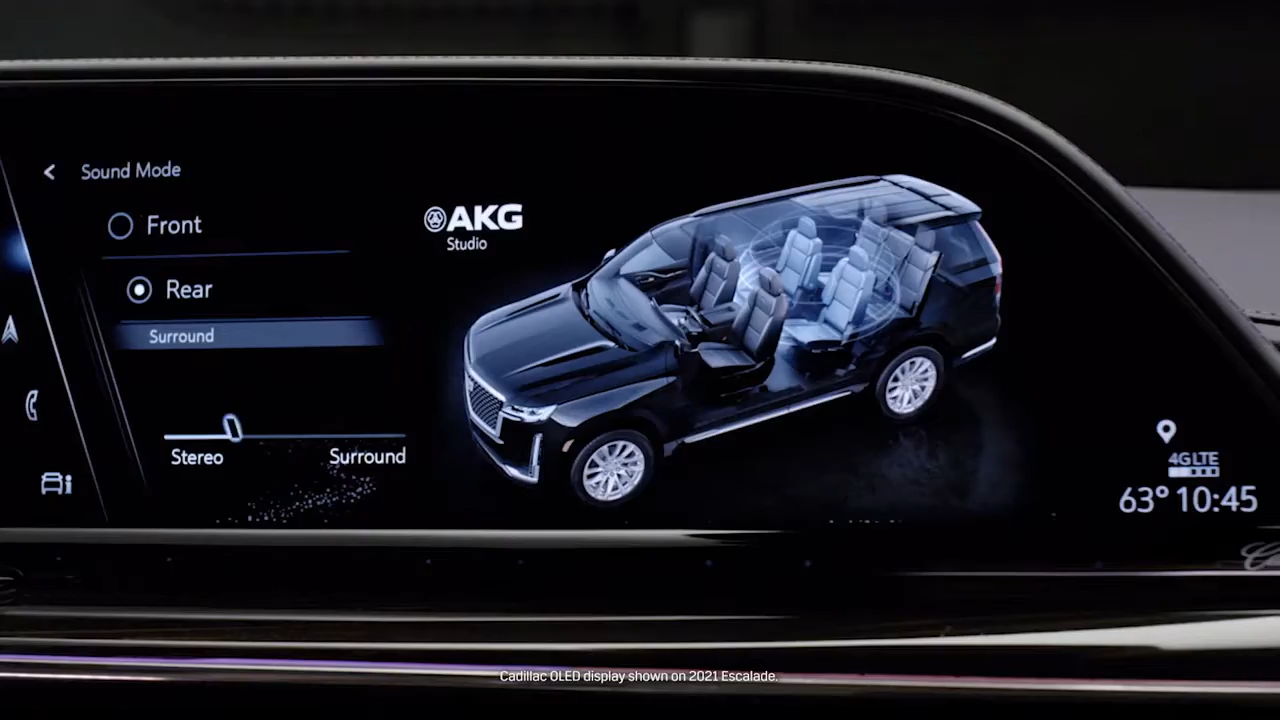 Sound Mode
Front
Rear
Surround
Stereo
Surround
AKG
Studio
4G LTE
63° 10:45
Cadillac OLED display shown on 2021 Escalade.